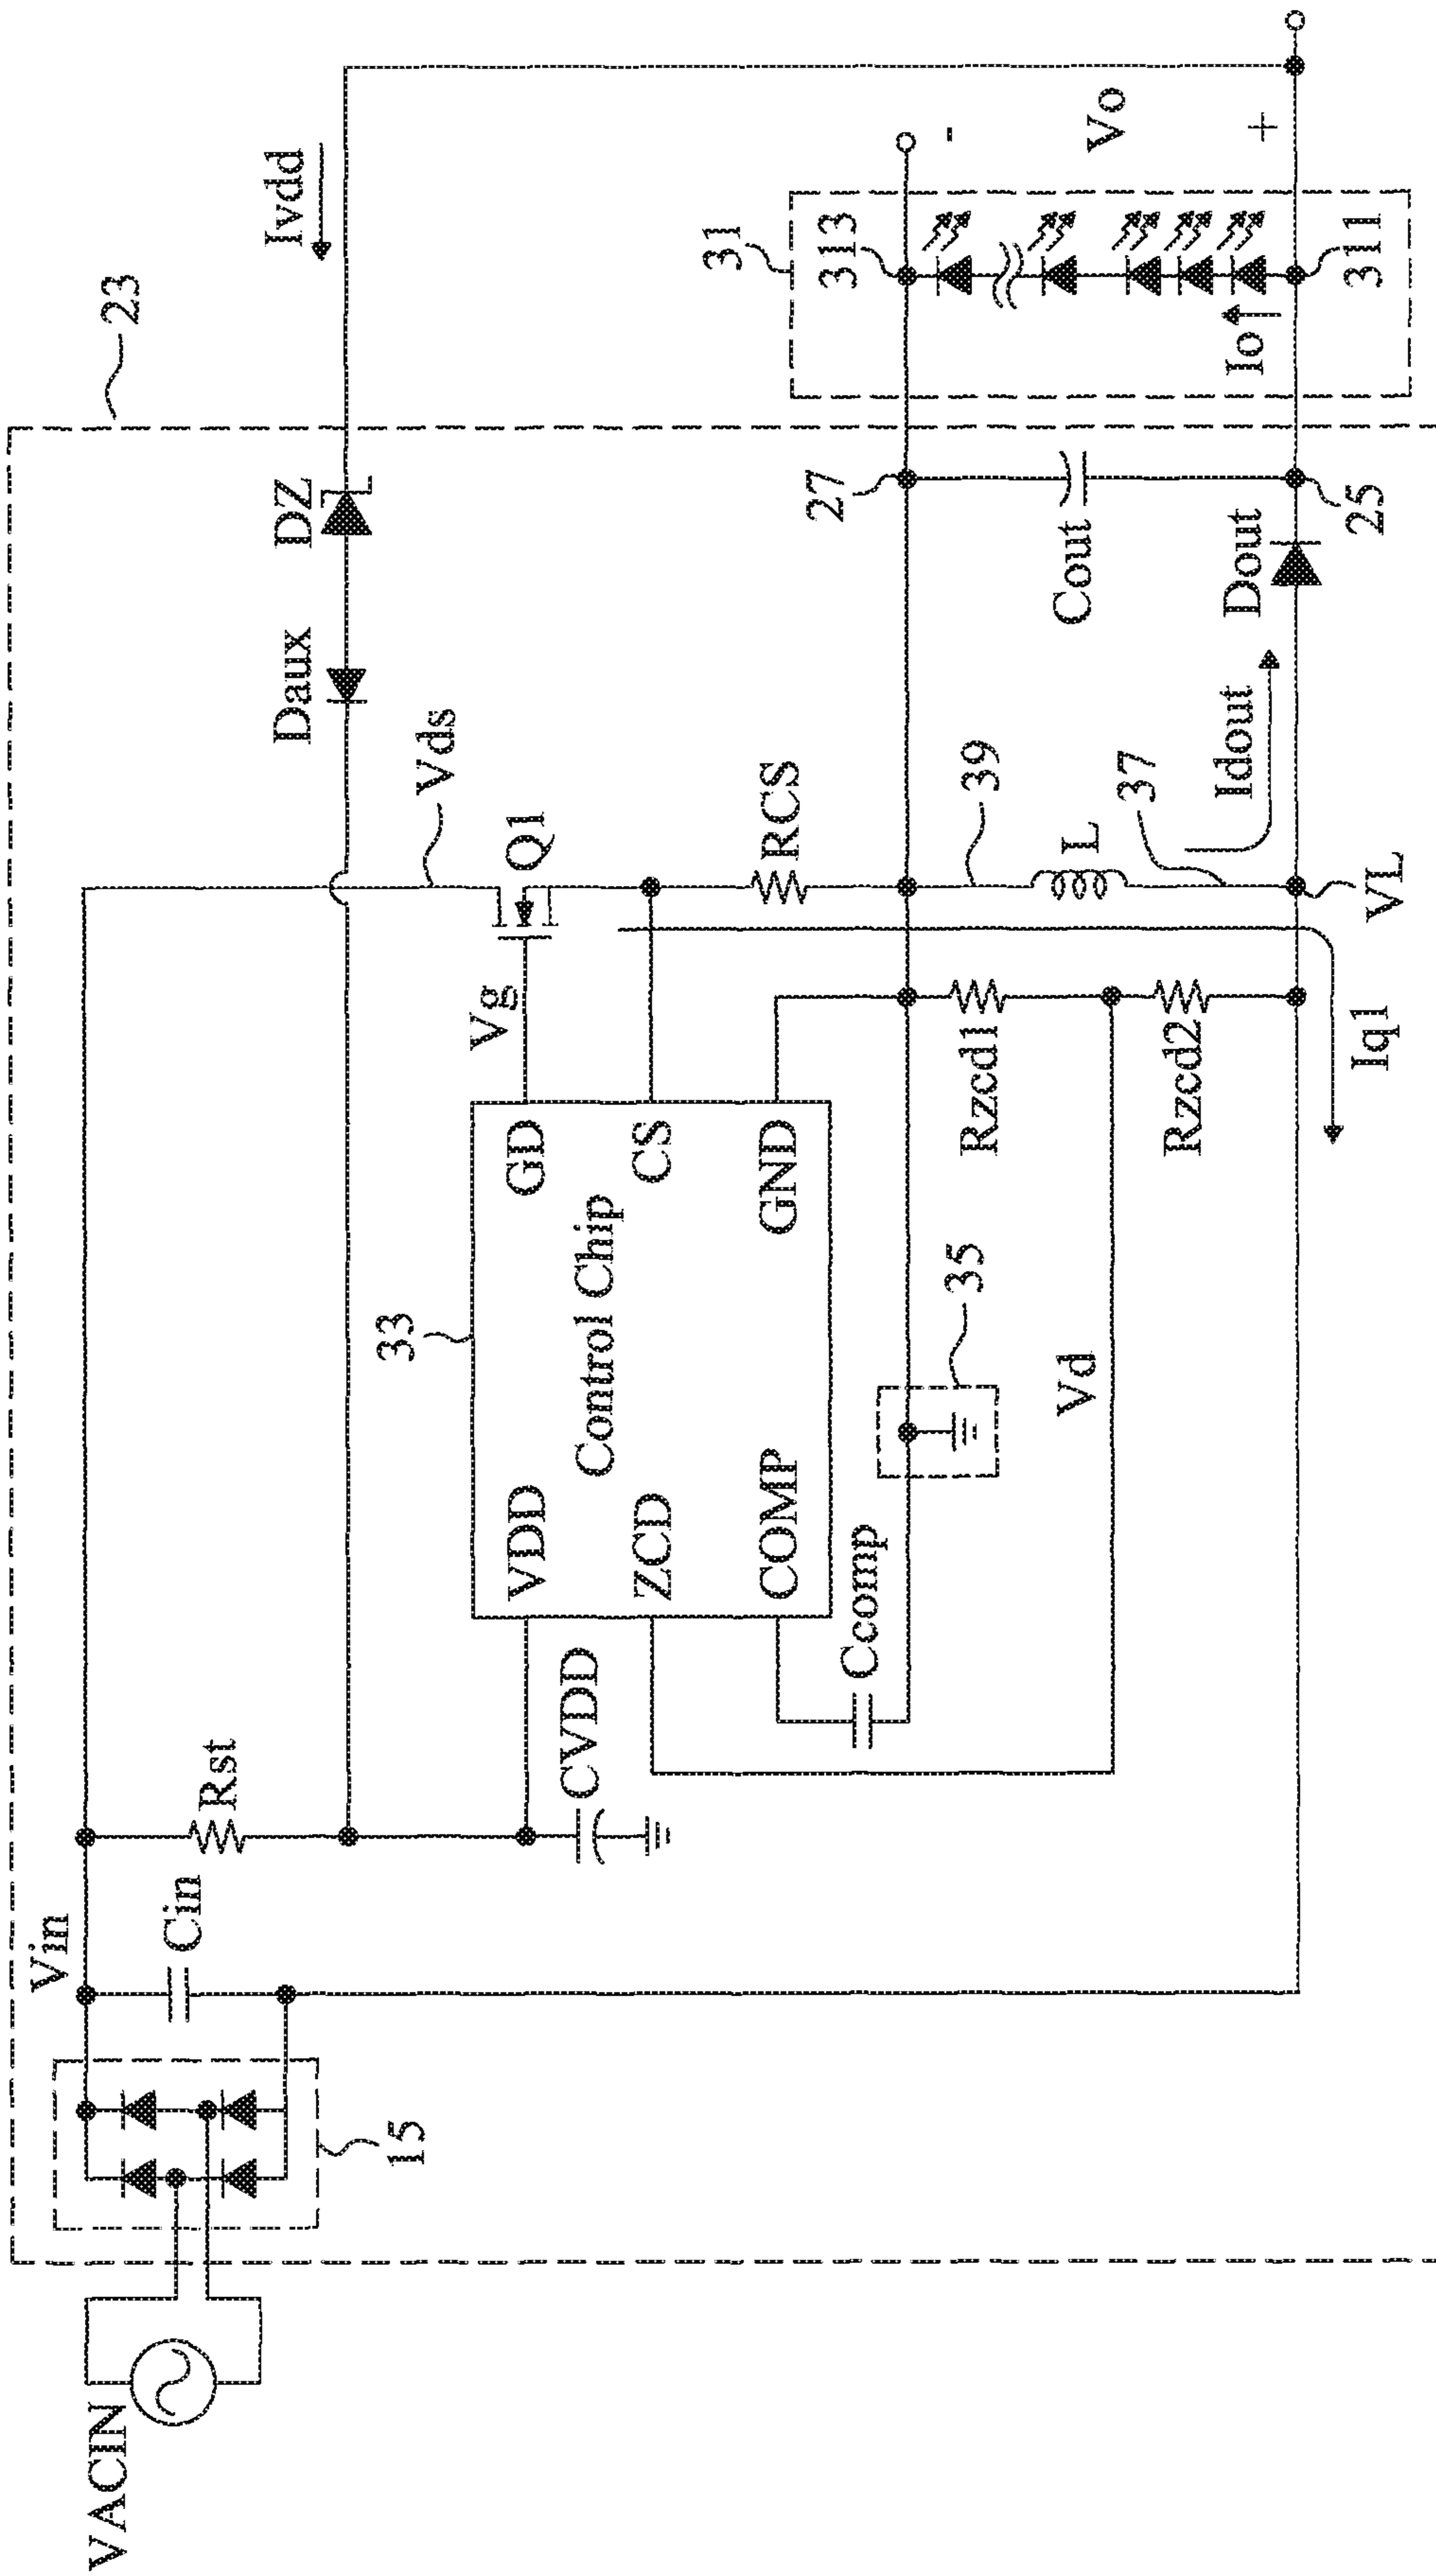 23
Ivdd
DZ
Daux
Vds
Vin
Rst
Cin
15
VACIN
CVDD
33
Control Chip
VDD
GD
ZCD
CS
COMP
GND
Vg
Q1
RCS
Ccomp
35
Vd
Rzcd1
Rzcd2
39
L
37
VL
Iq1
Idout
Dout
Cout
27
25
31
313
311
Io
-
Vo
+